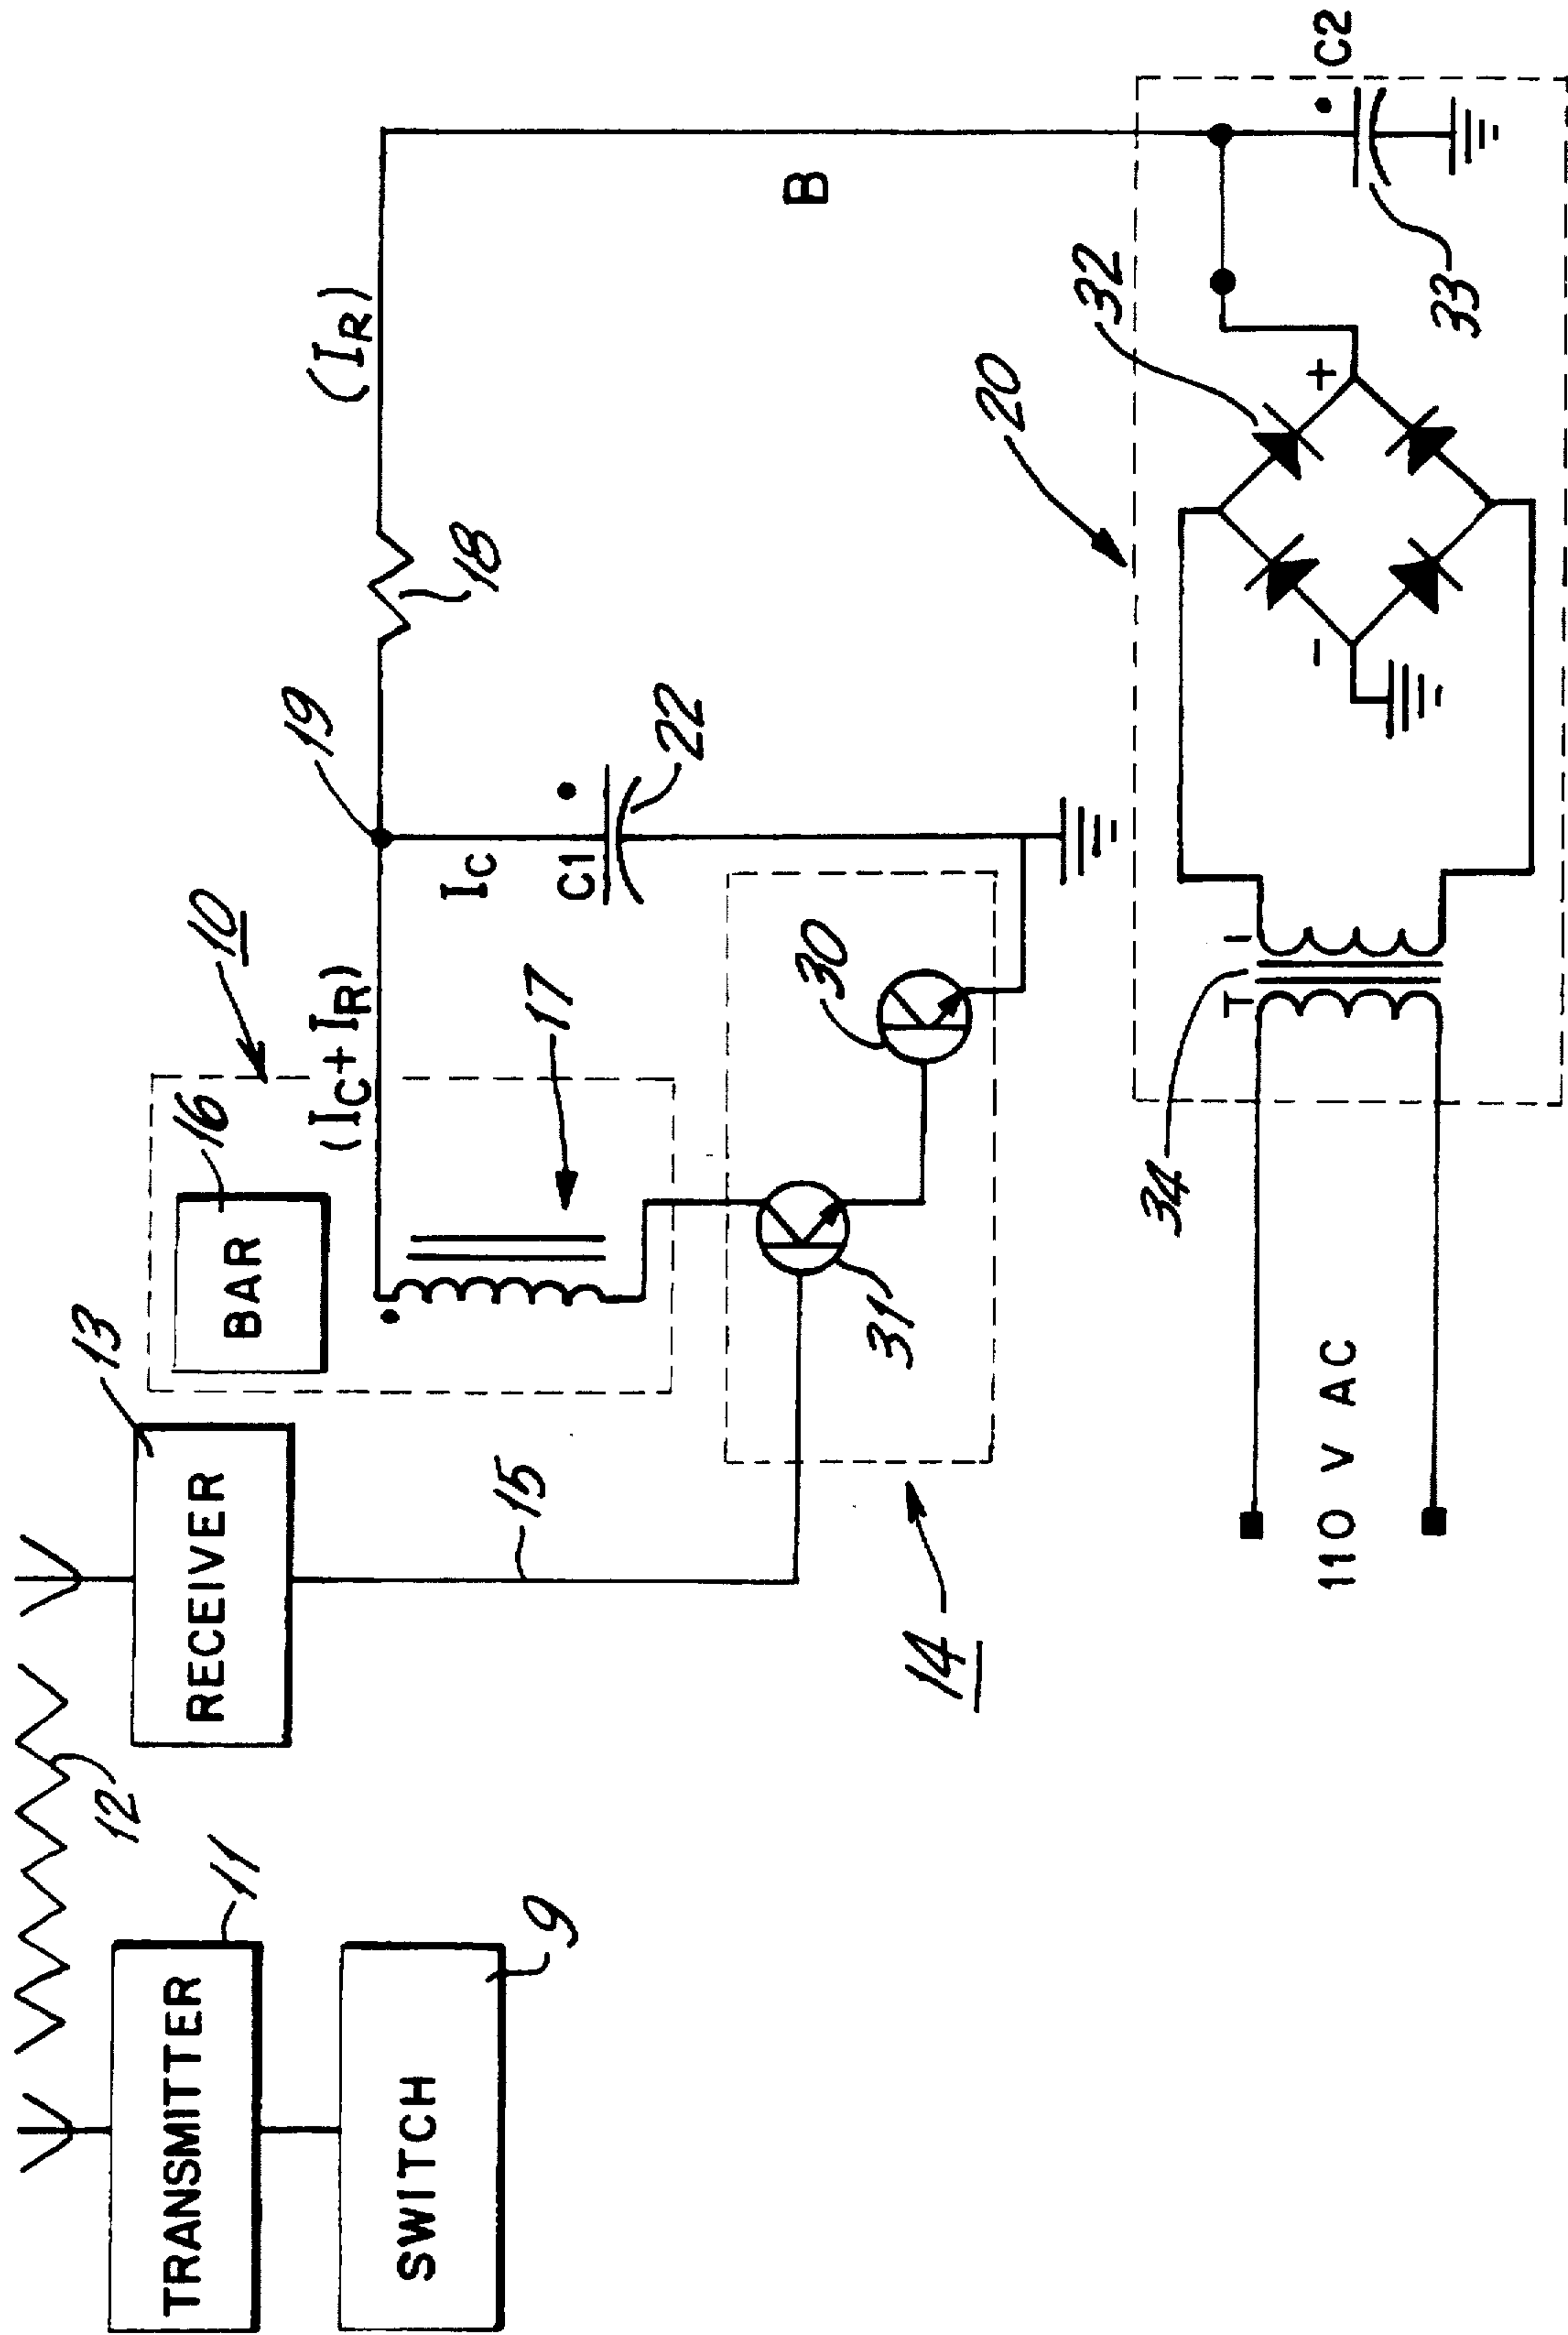 TRANSMITTER
11
SWITCH
9
12
RECEIVER
13
15
BAR
16
10
(IC+IR)
17
19
IC
C1
22
18
(IR)
B
14
31
30
110 V AC
34
T
1
20
32
+
-
33
C2